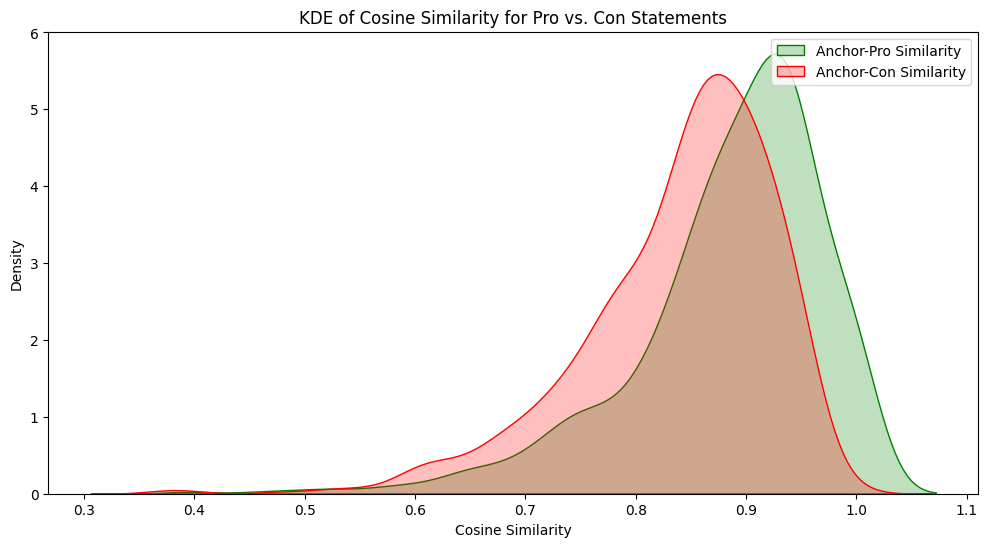 KDE of Cosine Similarity for Pro vs. Con Statements
Anchor-Pro Similarity
Anchor-Con Similarity
6
5
4
3
2
1
0
Density
0.3 0.4 0.5 0.6 0.7 0.8 0.9 1.0 1.1
Cosine Similarity